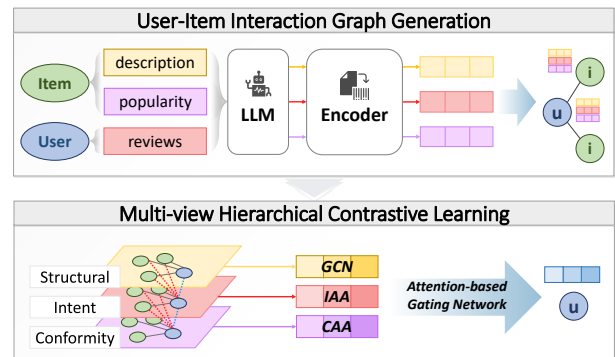 User-Item Interaction Graph Generation
Item
description
popularity
User
reviews
LLM
Encoder
i
u
i
Multi-view Hierarchical Contrastive Learning
Structural
Intent
Conformity
GCN
IAA
CAA
Attention-based
Gating Network
u